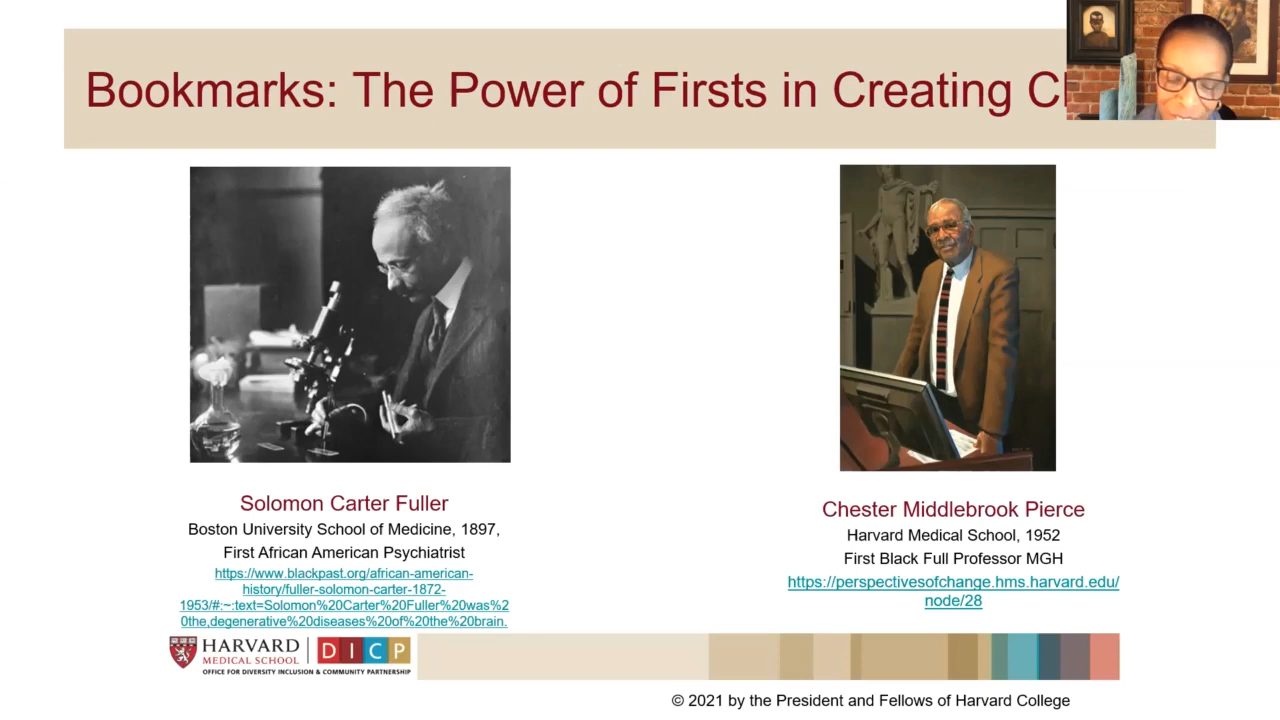 Bookmarks: The Power of Firsts in Creating
Solomon Carter Fuller
Boston University School of Medicine, 1897,
First African American Psychiatrist
https://www.blackpast.org/african-american-
history/fuller-solomon-carter-1872-
1953/#:~:text=Solomon%20Carter%20Fuller%20was%2
0the,degenerative%20diseases%20of%20the%20brain.
Chester Middlebrook Pierce
Harvard Medical School, 1952
First Black Full Professor MGH
https://perspectivesofchange.hms.harvard.edu/
node/28
HARVARD
MEDICAL SCHOOL
DICP
OFFICE FOR DIVERSITY INCLUSION & COMMUNITY PARTNERSHIP
© 2021 by the President and Fellows of Harvard College